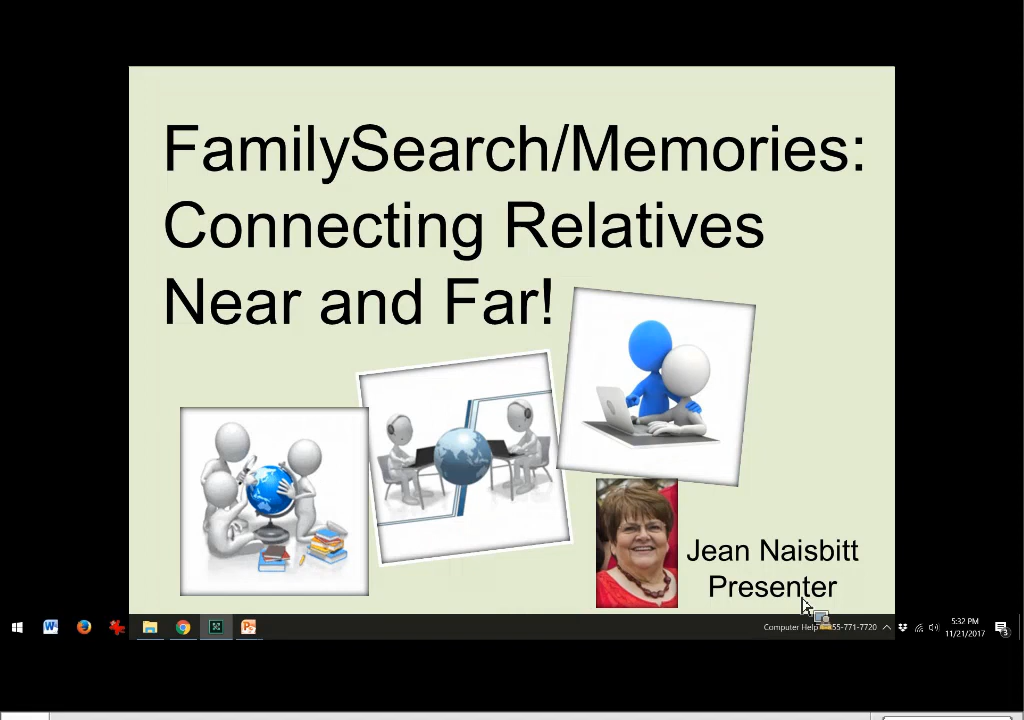 FamilySearch/Memories:
Connecting Relatives
Near and Far!
Jean Naisbitt
Presenter
Computer Help 855-771-7720
5:32 PM
11/21/2017
3